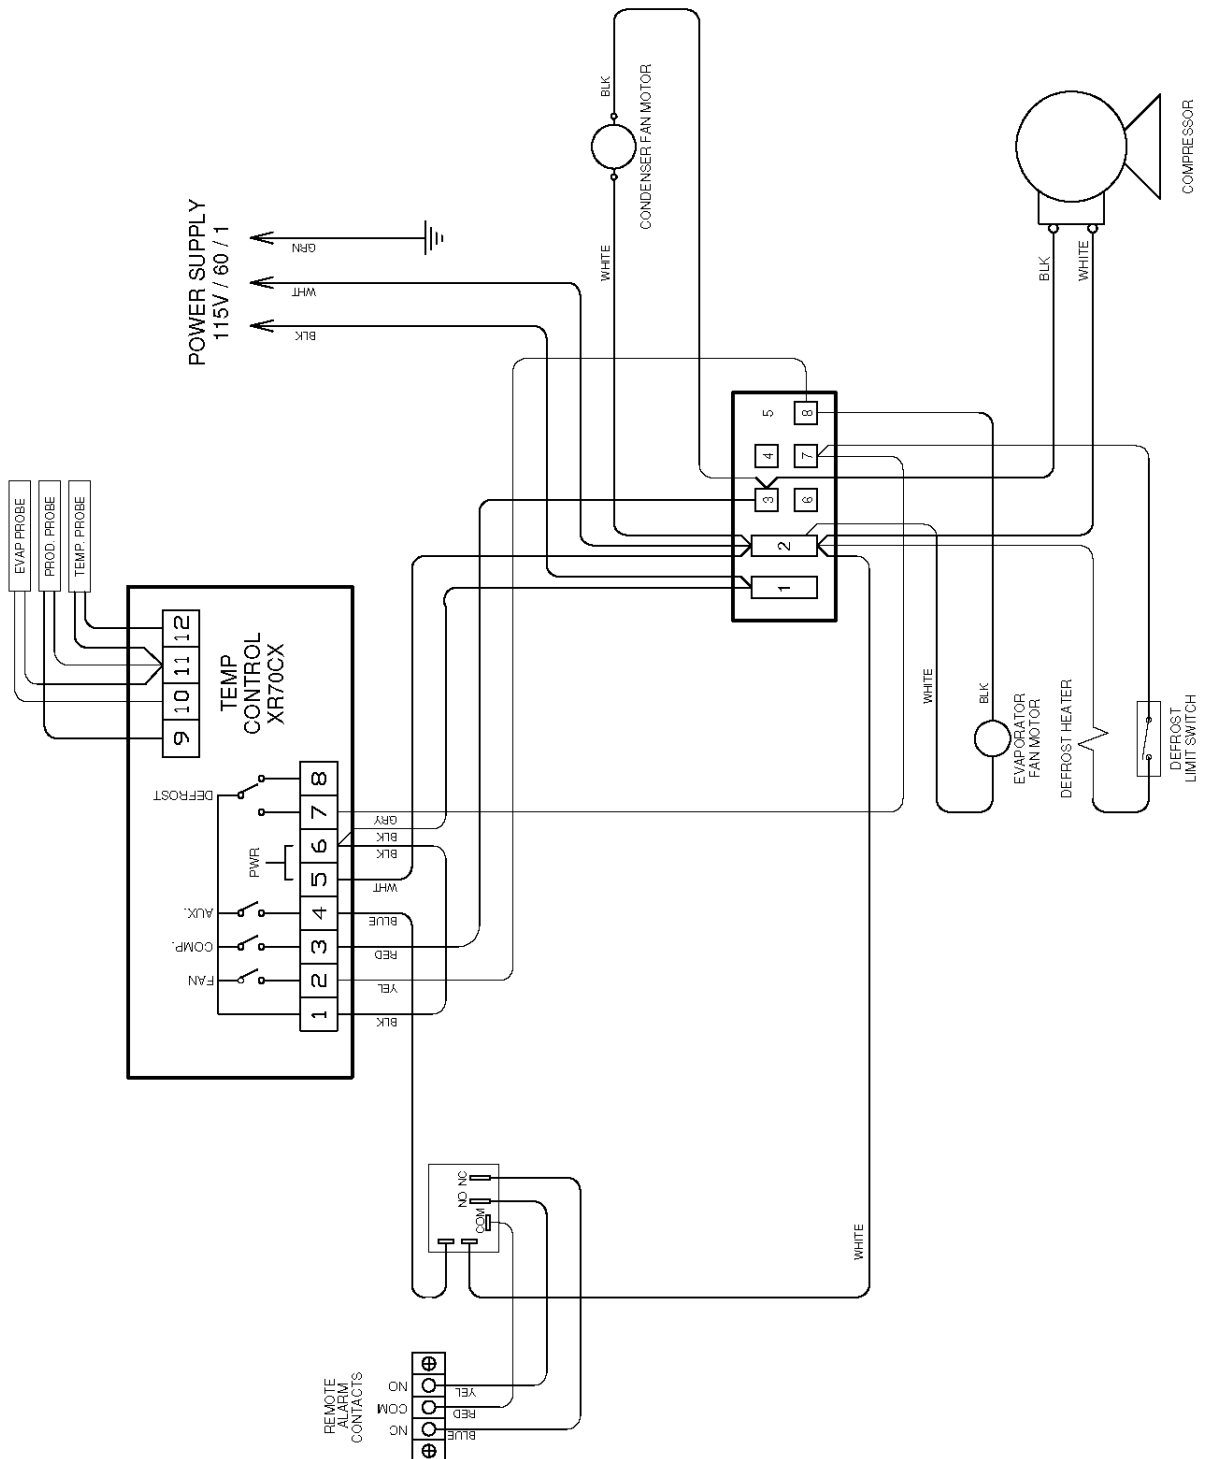 BLK
CONDENSER FAN MOTOR
WHITE
COMPRESSOR
BLK
WHITE
POWER SUPPLY
115V / 60 / 1
GRN
WHT
BLK
5
8
4
7
3
6
2
1
EVAP PROBE
PROD. PROBE
TEMP. PROBE
12
11
10
9
TEMP
CONTROL
XR70CX
DEFROST
PWR
AUX.
COMP.
FAN
8
7
6
5
4
3
2
1
GRY
BLK
BLK
WHT
BLUE
RED
YEL
BLK
WHITE
BLK
EVAPORATOR
FAN MOTOR
DEFROST HEATER
DEFROST
LIMIT SWITCH
NC
NO
COM
WHITE
REMOTE
ALARM
CONTACTS
NO
COM
NC
YEL
RED
BLUE